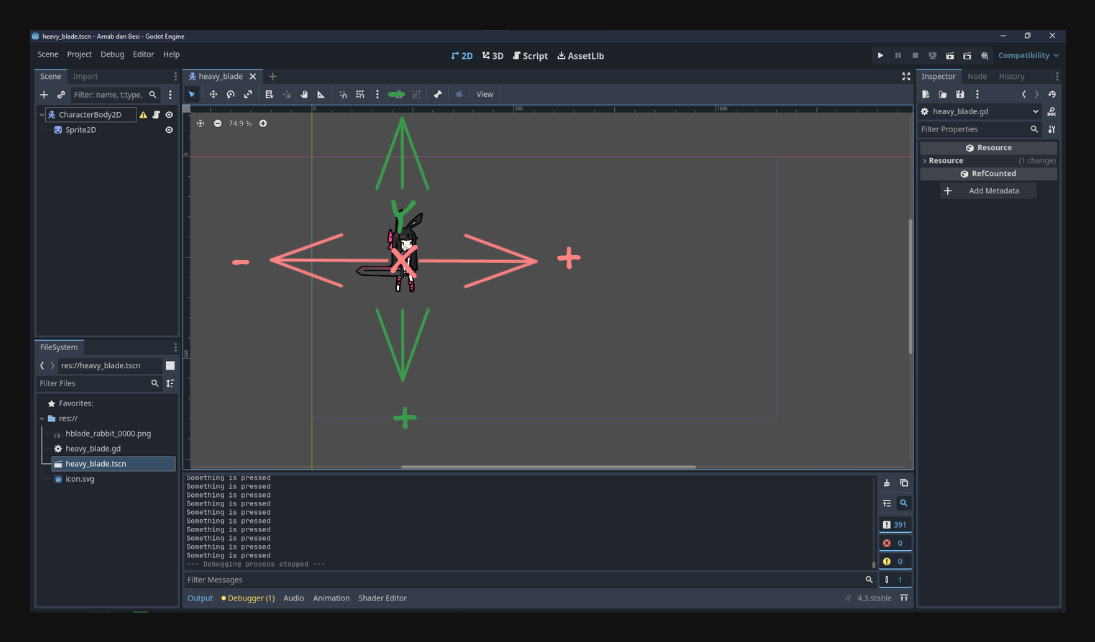 heavy_blade.tscn - Arnab dan Besi - Godot Engine
Scene Project Debug Editor Help
2D 3D Script AssetLib
Compatibility
Scene Import
heavy_blade
Inspector Node History
Filter: name, t:type,
View
CharacterBody2D
Sprite2D
74.9 %
0 500 1000
heavy_blade.gd
Filter Properties
Resource
Resource (1 change)
RefCounted
Add Metadata
Y
- X +
+
FileSystem
res://heavy_blade.tscn
Filter Files
Favorites:
res://
hblade_rabbit_0000.png
heavy_blade.gd
heavy_blade.tscn
icon.svg
Something is pressed
Something is pressed
Something is pressed
Something is pressed
Something is pressed
Something is pressed
Something is pressed
Something is pressed
Something is pressed
Something is pressed
--- Debugging process stopped ---
391
0
0
1
Filter Messages
Output Debugger (1) Audio Animation Shader Editor
4.3.stable